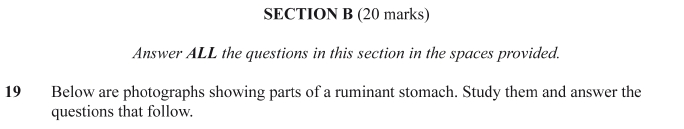 SECTION B (20 marks)
Answer ALL the questions in this section in the spaces provided.
19 Below are photographs showing parts of a ruminant stomach. Study them and answer the
questions that follow.